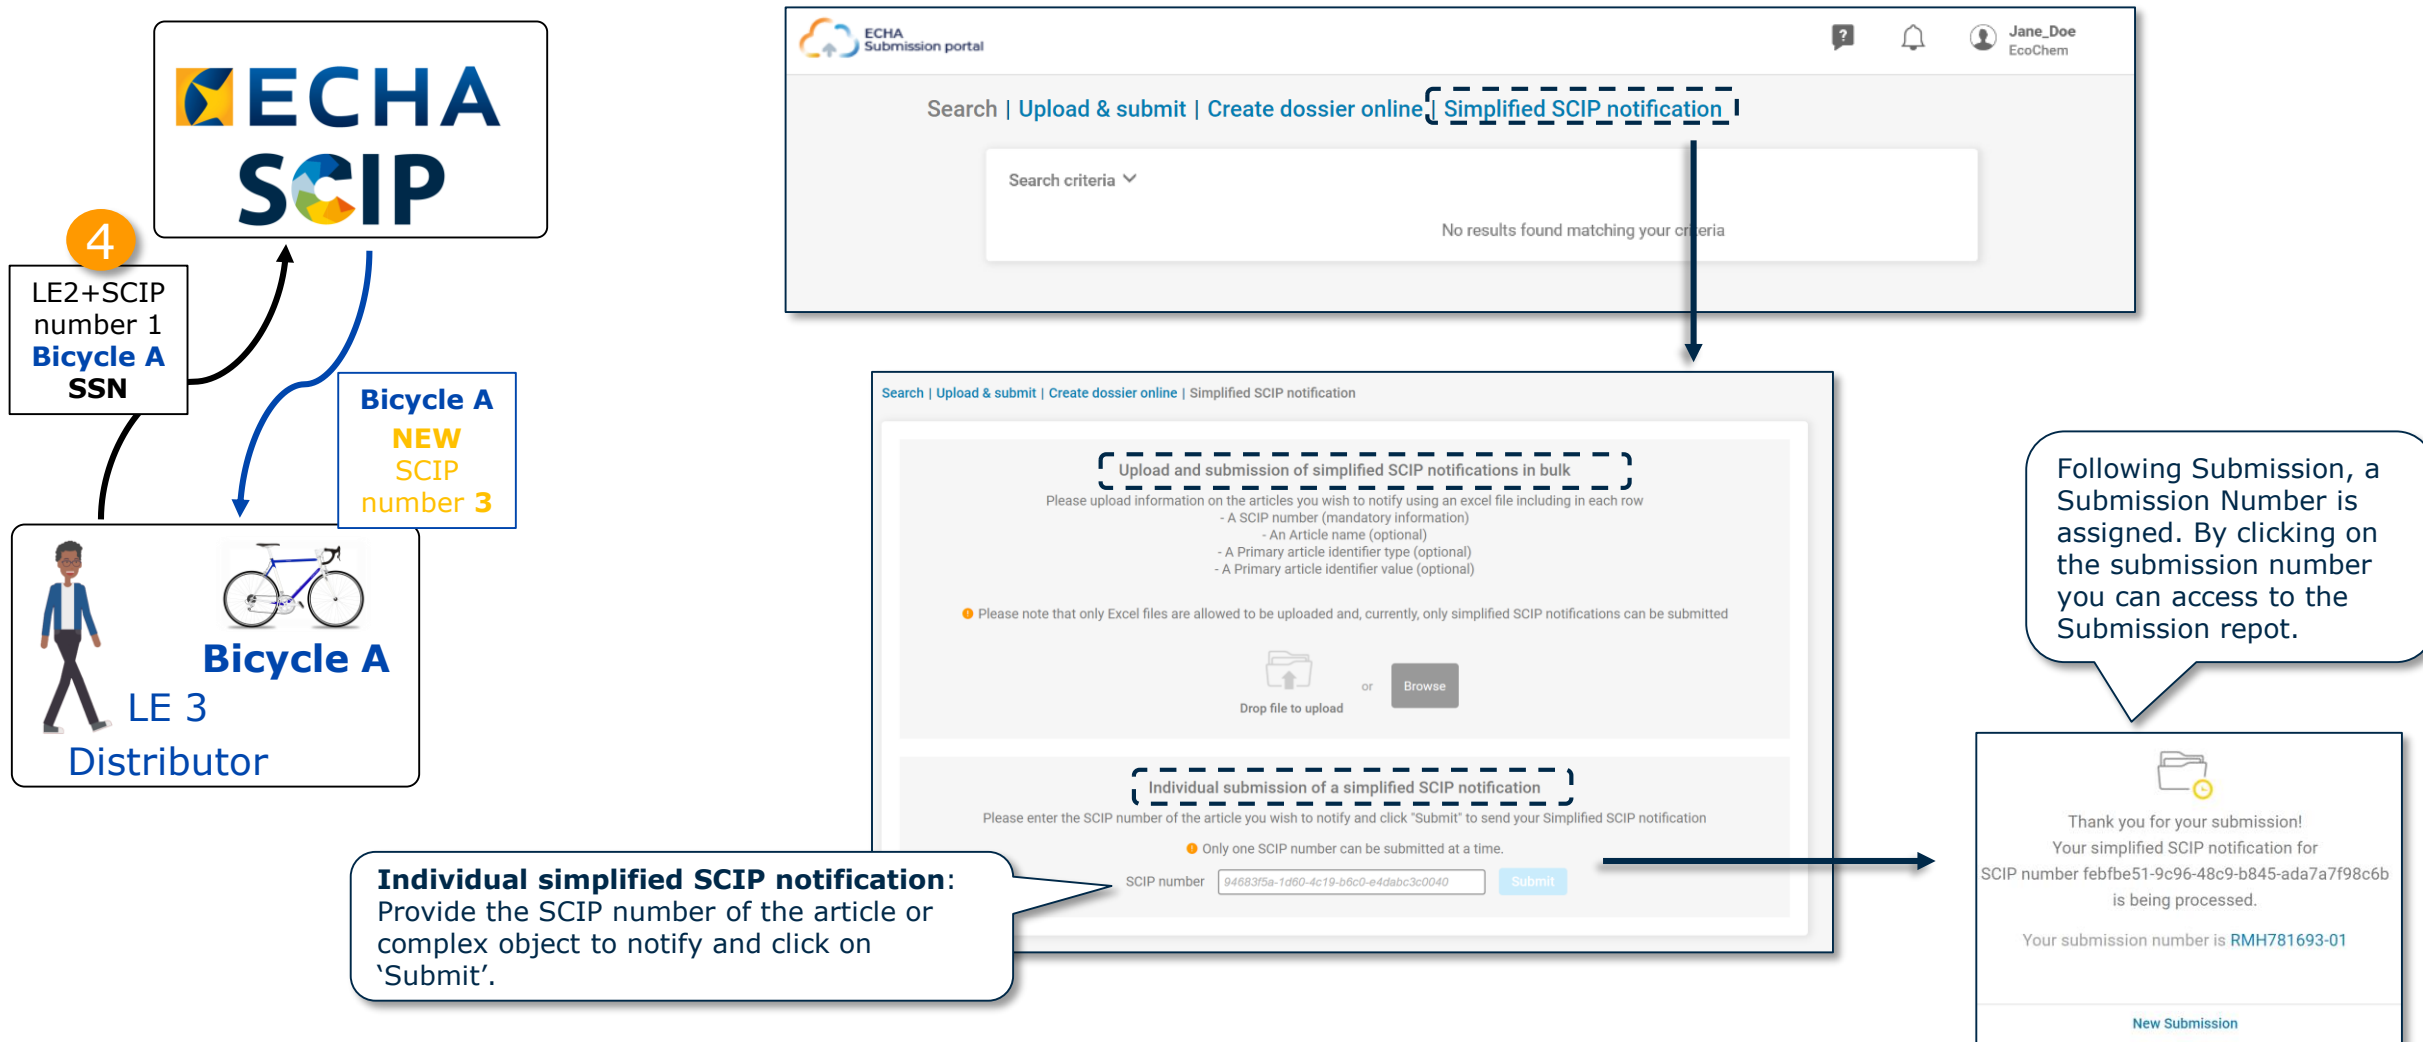 ECHA
SCIP
4
LE2+SCIP
number 1
Bicycle A
SSN
Bicycle A
NEW
SCIP
number 3
Bicycle A
LE 3
Distributor
ECHA
Submission portal
?
Jane_Doe
EcoChem
Search | Upload & submit | Create dossier online | Simplified SCIP notification
Search criteria
No results found matching your criteria
Search | Upload & submit | Create dossier online | Simplified SCIP notification
Upload and submission of simplified SCIP notifications in bulk
Please upload information on the articles you wish to notify using an excel file including in each row
- A SCIP number (mandatory information)
- An Article name (optional)
- A Primary article identifier type (optional)
- A Primary article identifier value (optional)
Please note that only Excel files are allowed to be uploaded and, currently, only simplified SCIP notifications can be submitted
Drop file to upload
or
Browse
Individual submission of a simplified SCIP notification
Please enter the SCIP number of the article you wish to notify and click "Submit" to send your Simplified SCIP notification
Only one SCIP number can be submitted at a time.
SCIP number 94683f5a-1d60-4c19-b6c0-e4dabc3c0040 Submit
Individual simplified SCIP notification:
Provide the SCIP number of the article or
complex object to notify and click on
‘Submit’.
Following Submission, a
Submission Number is
assigned. By clicking on
the submission number
you can access to the
Submission repot.
Thank you for your submission!
Your simplified SCIP notification for
SCIP number febfbe51-9c96-48c9-b845-ada7a7f98c6b
is being processed.
Your submission number is RMH781693-01
New Submission